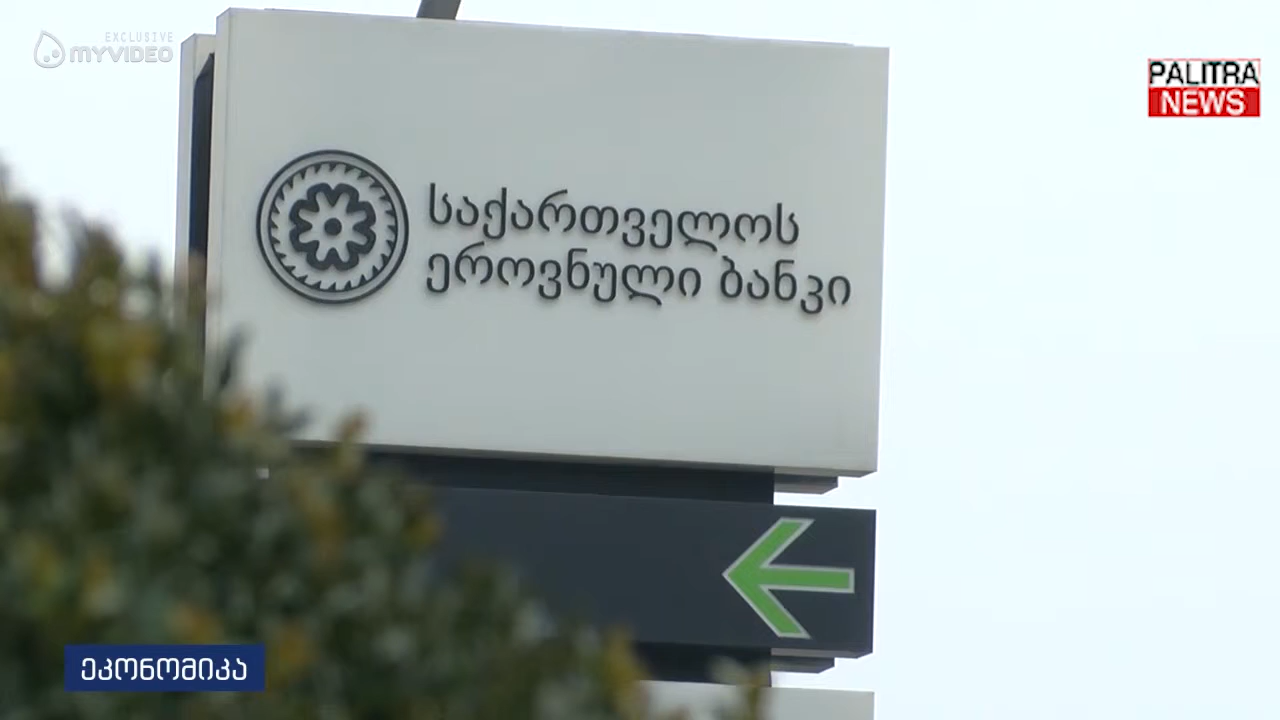 EXCLUSIVE
MYVIDEO
PALITRA
NEWS
საქართველოს
ეროვნული ბანკი
ეკონომიკა